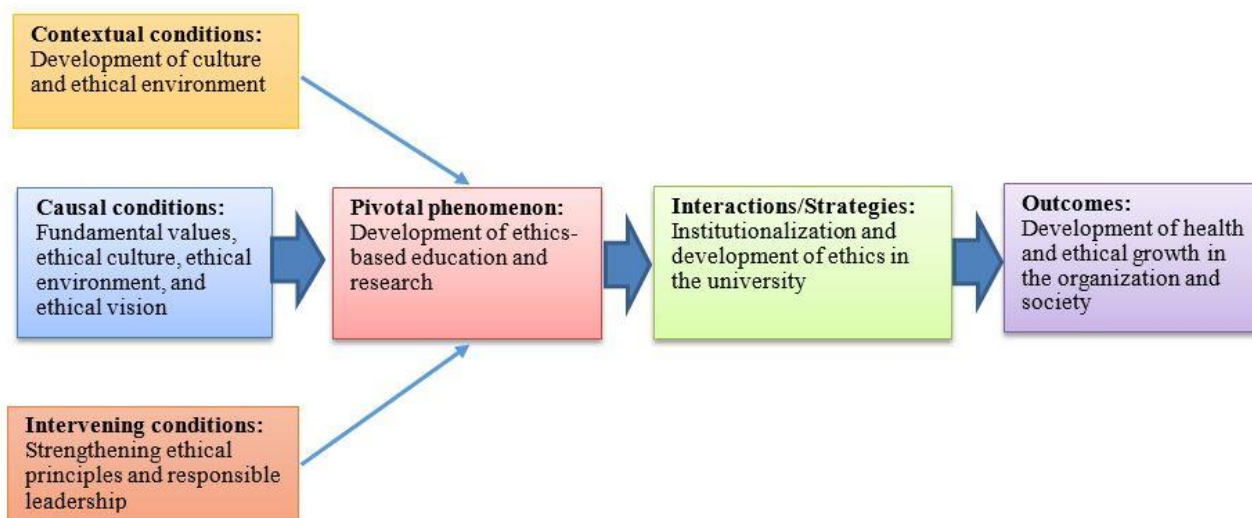 Contextual conditions:
Development of culture
and ethical environment
Causal conditions:
Fundamental values,
ethical culture, ethical
environment, and
ethical vision
Pivotal phenomenon:
Development of ethics-
based education and
research
Interactions/Strategies:
Institutionalization and
development of ethics in
the university
Outcomes:
Development of health
and ethical growth in
the organization and
society
Intervening conditions:
Strengthening ethical
principles and responsible
leadership